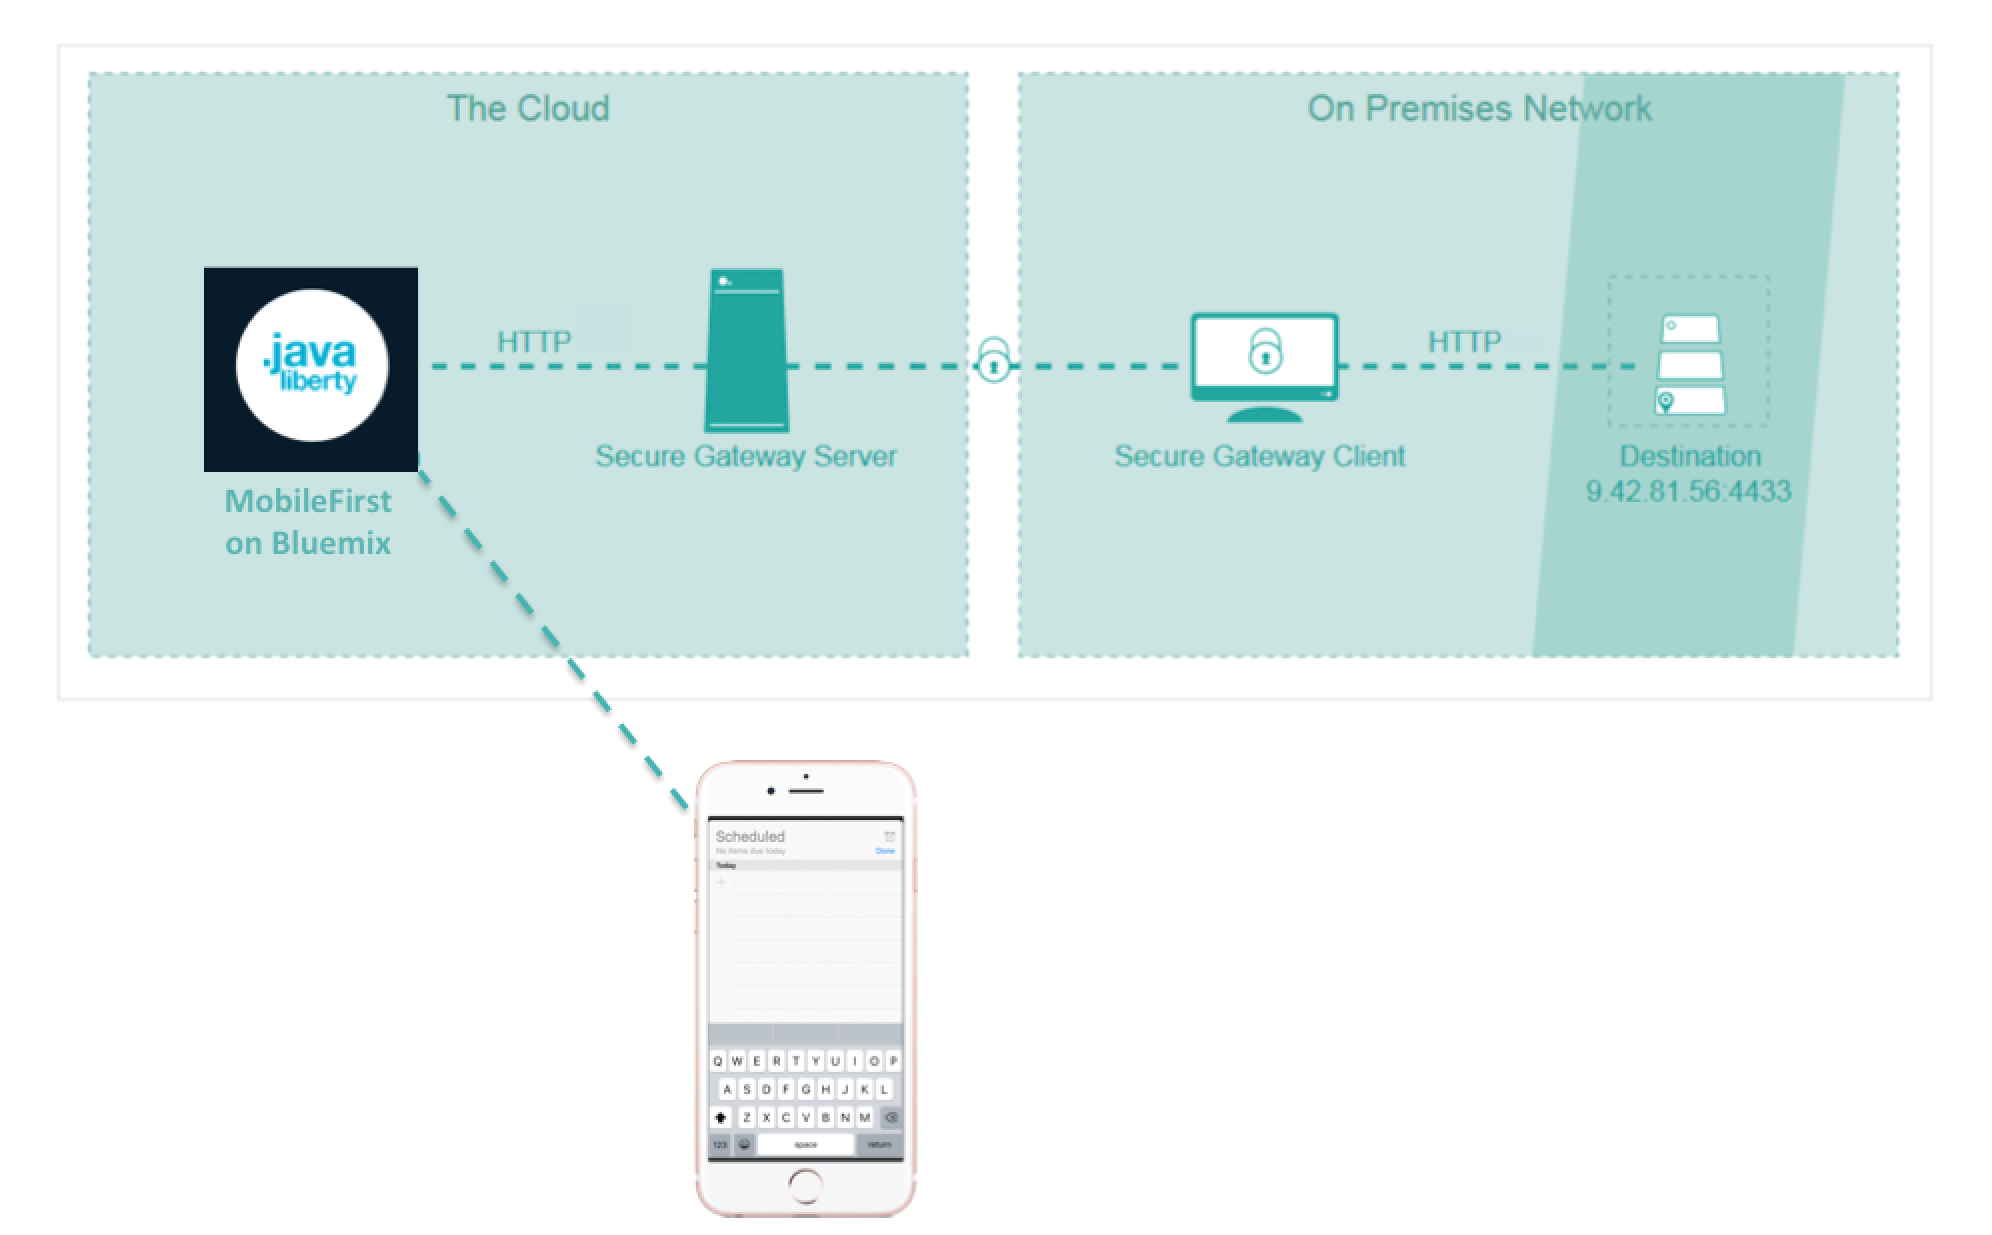 The Cloud
On Premises Network
.java
liberty
HTTP
HTTP
Secure Gateway Server
Secure Gateway Client
Destination
9.42.81.56:4433
MobileFirst
on Bluemix
Scheduled
No items due today
Done
Today
Q W E R T Y U I O P
A S D F G H J K L
Z X C V B N M
123 space return